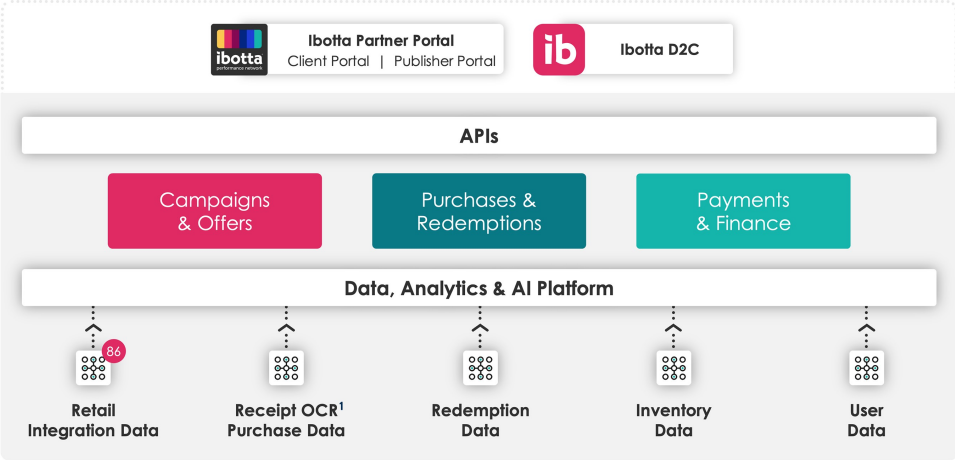 ibotta
performance network
Ibotta Partner Portal
Client Portal | Publisher Portal
ib
Ibotta D2C
APIs
Campaigns
& Offers
Purchases &
Redemptions
Payments
& Finance
Data, Analytics & AI Platform
86
Retail
Integration Data
Receipt OCR¹
Purchase Data
Redemption
Data
Inventory
Data
User
Data